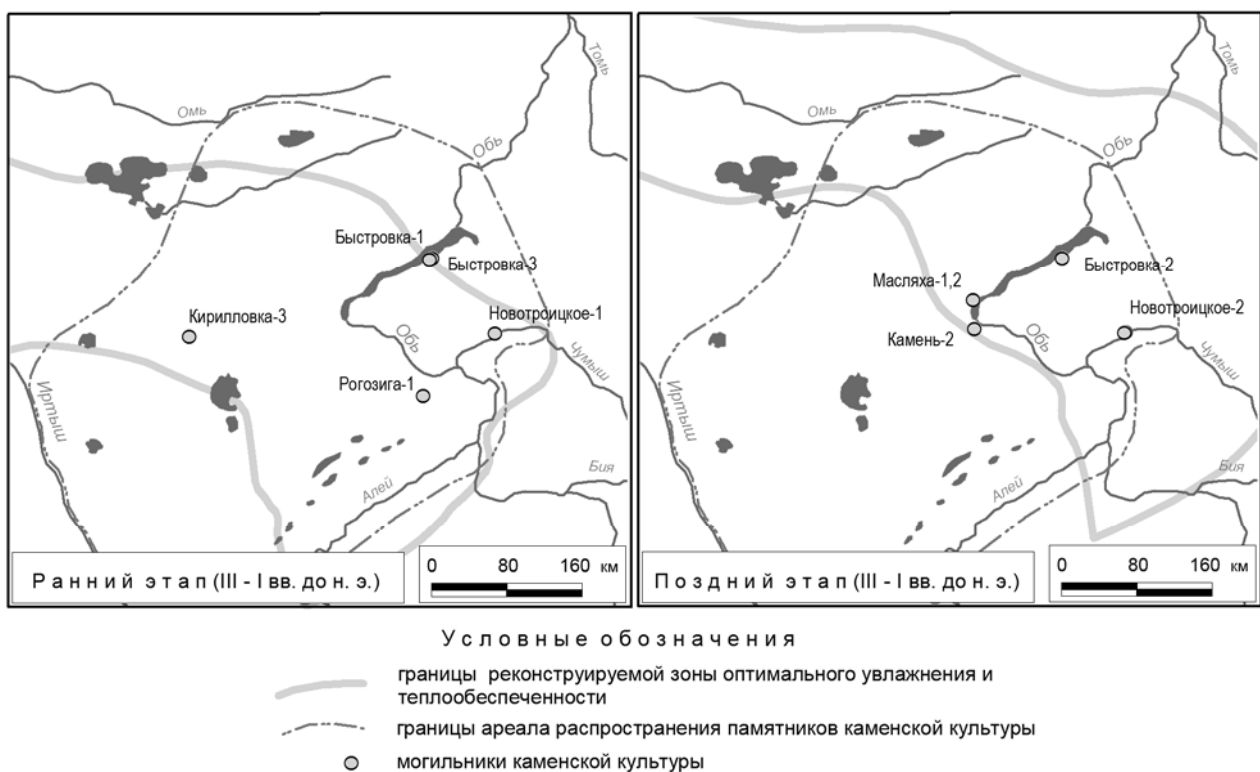 Томь
Омь
Обь
Быстровка-1
Быстровка-3
Кирилловка-3
Новотроицкое-1
Обь
Чумыш
Рогозига-1
Иртыш
Бия
Алей
Ранний этап (III - I вв. до н. э.)
0 80 160 км
Томь
Омь
Обь
Быстровка-2
Масляха-1,2
Новотроицкое-2
Камень-2
Обь
Чумыш
Иртыш
Бия
Алей
Поздний этап (III - I вв. до н. э.)
0 80 160 км
Условные обозначения
границы реконструируемой зоны оптимального увлажнения и
теплообеспеченности
границы ареала распространения памятников каменской культуры
могильники каменской культуры